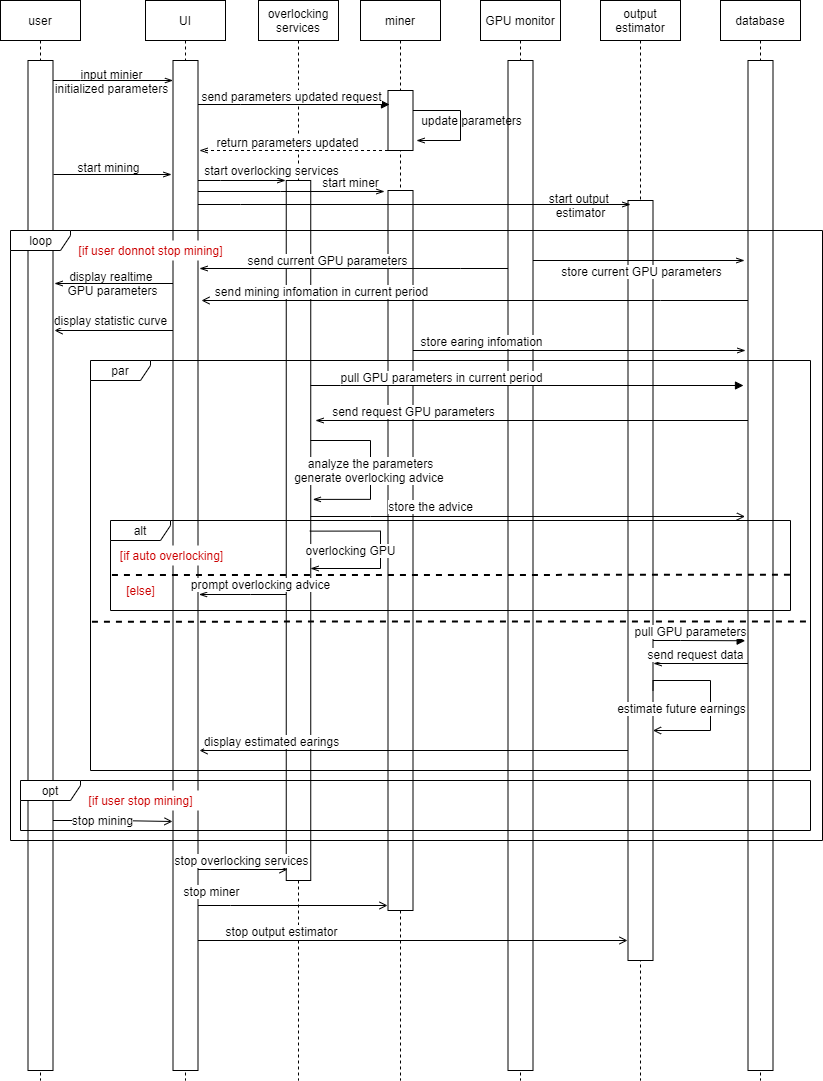 user
UI
overlocking
services
miner
GPU monitor
output
estimator
database
input minier
initialized parameters
send parameters updated request
update parameters
return parameters updated
start mining
start overlocking services
start miner
start output
estimator
loop
[if user donnot stop mining]
send current GPU parameters
store current GPU parameters
display realtime
GPU parameters
send mining infomation in current period
display statistic curve
store earing infomation
par
pull GPU parameters in current period
send request GPU parameters
analyze the parameters
generate overlocking advice
store the advice
alt
[if auto overlocking]
overlocking GPU
[else]
prompt overlocking advice
pull GPU parameters
send request data
estimate future earnings
display estimated earings
opt
[if user stop mining]
stop mining
stop overlocking services
stop miner
stop output estimator